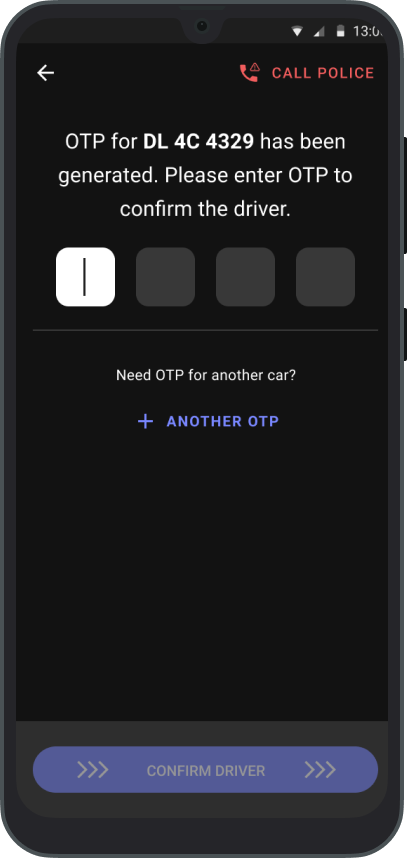 13:0
CALL POLICE
OTP for DL 4C 4329 has been
generated. Please enter OTP to
confirm the driver.
Need OTP for another car?
+ ANOTHER OTP
CONFIRM DRIVER